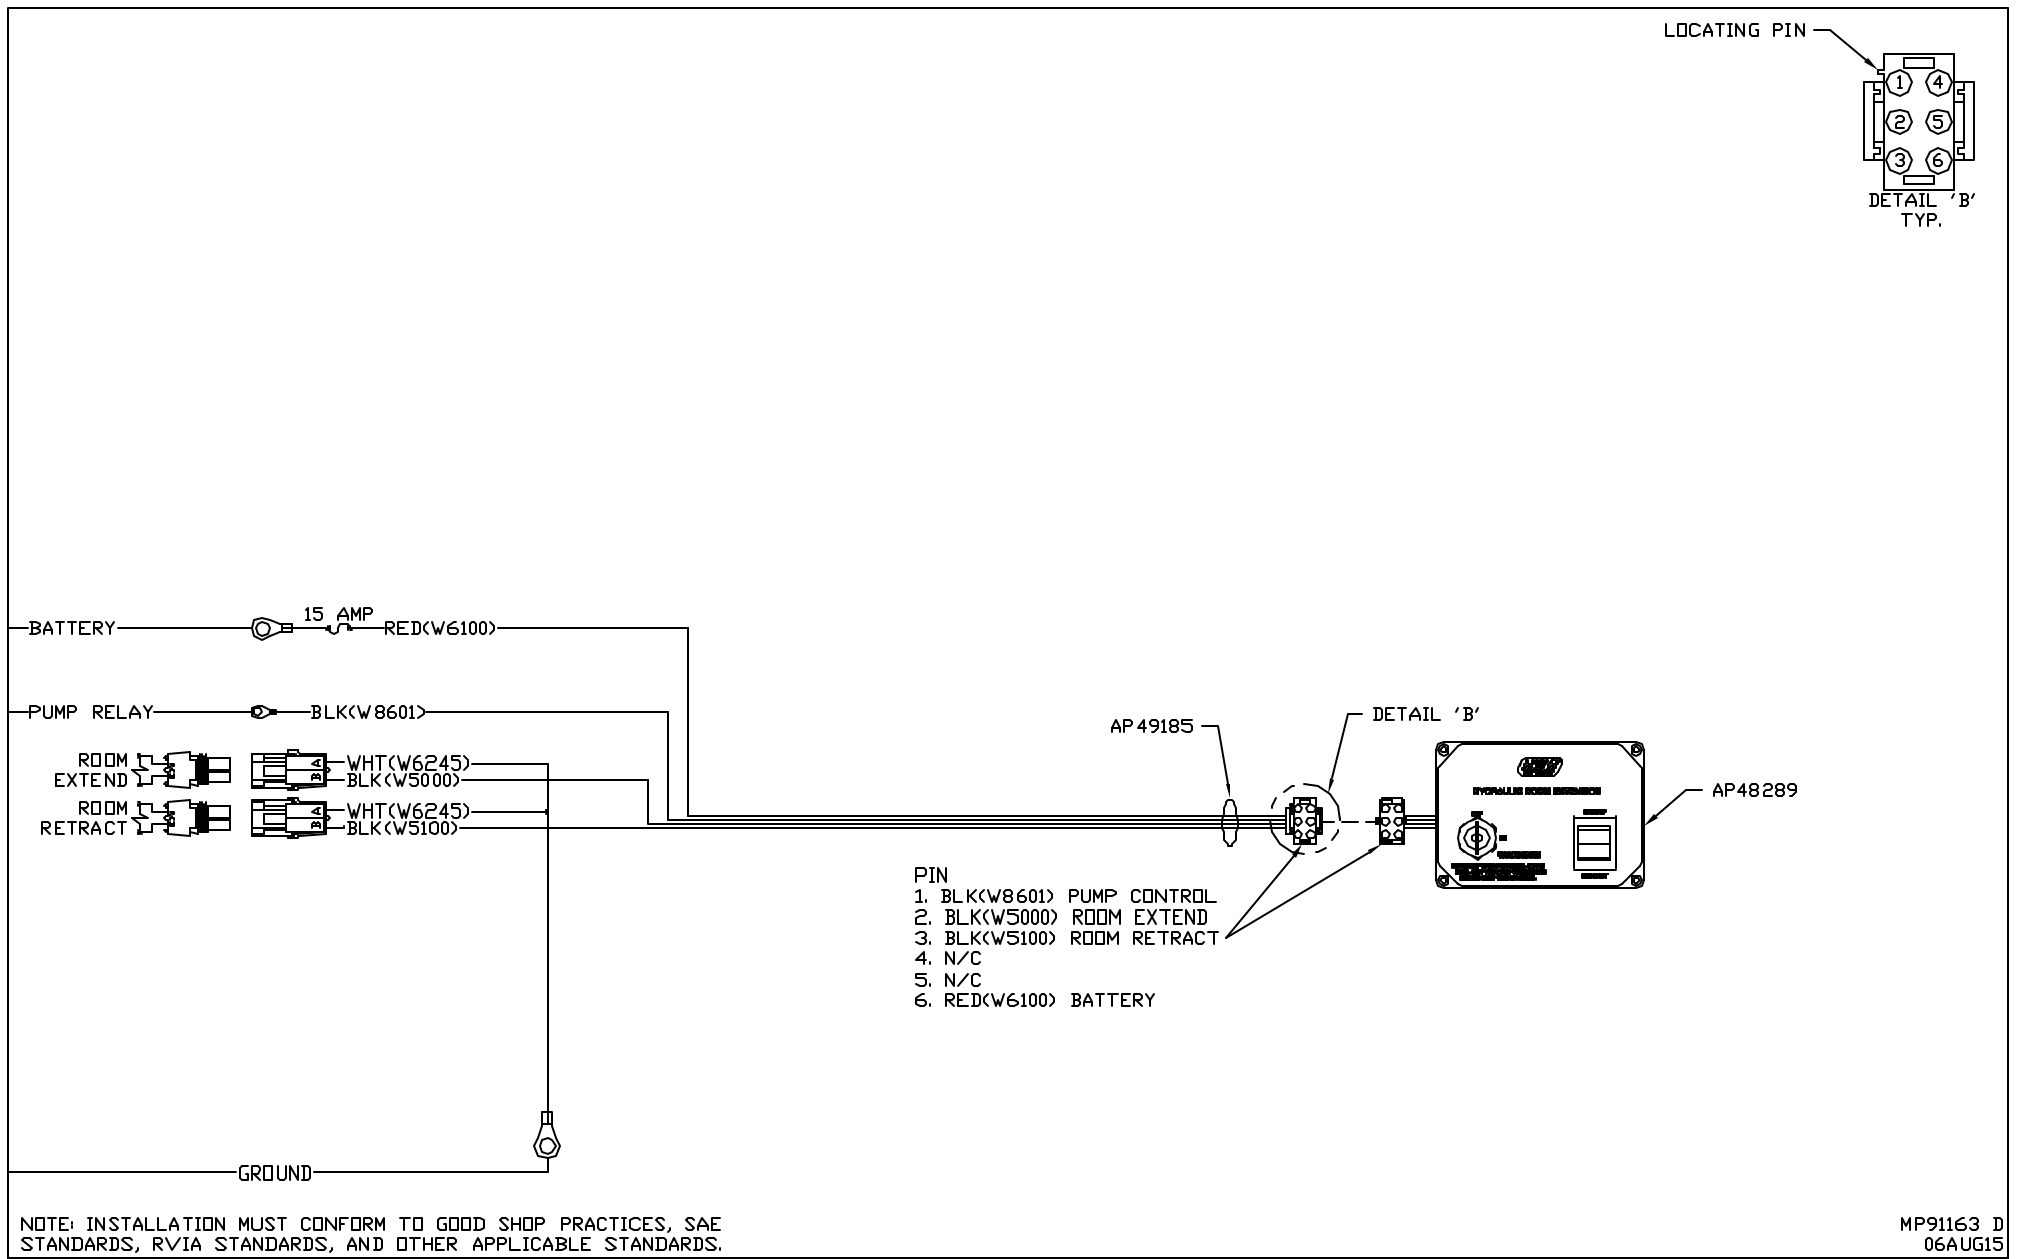 LOCATING PIN
1 4
2 5
3 6
DETAIL 'B'
TYP.
15 AMP
BATTERY
RED(W6100)
PUMP RELAY
BLK(W8601)
AP49185
DETAIL 'B'
ROOM
EXTEND
A
B
WHT(W6245)
BLK(W5000)
ROOM
RETRACT
A
B
WHT(W6245)
BLK(W5100)
HYDRAULIC ROOM EXTENSION
AP48289
PIN
1. BLK(W8601) PUMP CONTROL
2. BLK(W5000) ROOM EXTEND
3. BLK(W5100) ROOM RETRACT
4. N/C
5. N/C
6. RED(W6100) BATTERY
GROUND
NOTE: INSTALLATION MUST CONFORM TO GOOD SHOP PRACTICES, SAE
STANDARDS, RVIA STANDARDS, AND OTHER APPLICABLE STANDARDS.
MP91163 D
06AUG15